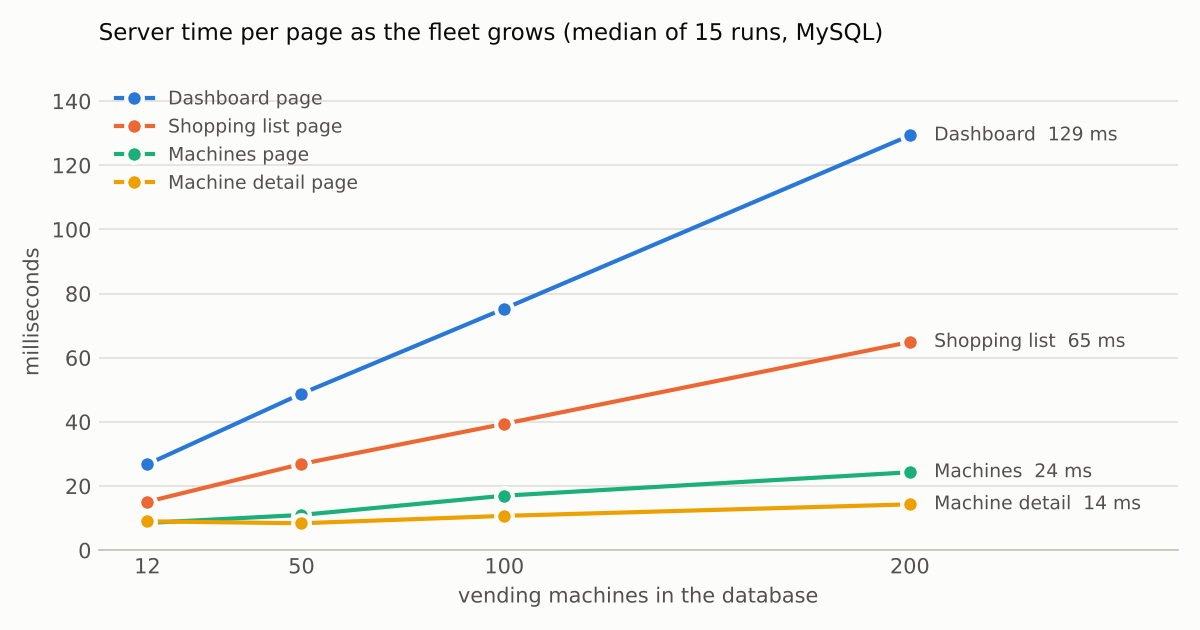 Server time per page as the fleet grows (median of 15 runs, MySQL)
Dashboard page
Shopping list page
Machines page
Machine detail page
140
120
100
80
60
40
20
0
milliseconds
Dashboard 129 ms
Shopping list 65 ms
Machines 24 ms
Machine detail 14 ms
12 50 100 200
vending machines in the database